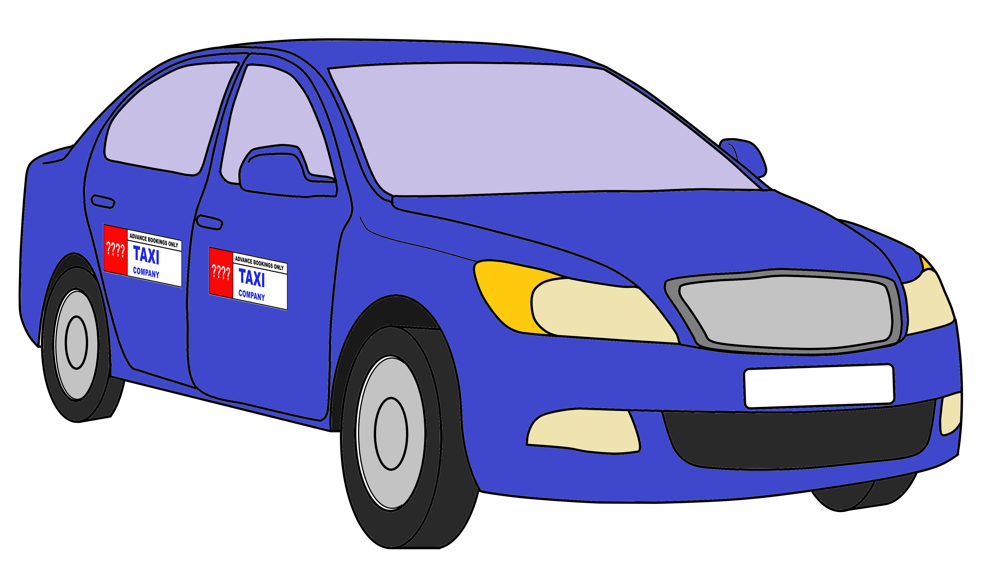 ????
ADVANCE BOOKINGS ONLY
TAXI
COMPANY
????
ADVANCE BOOKINGS ONLY
TAXI
COMPANY